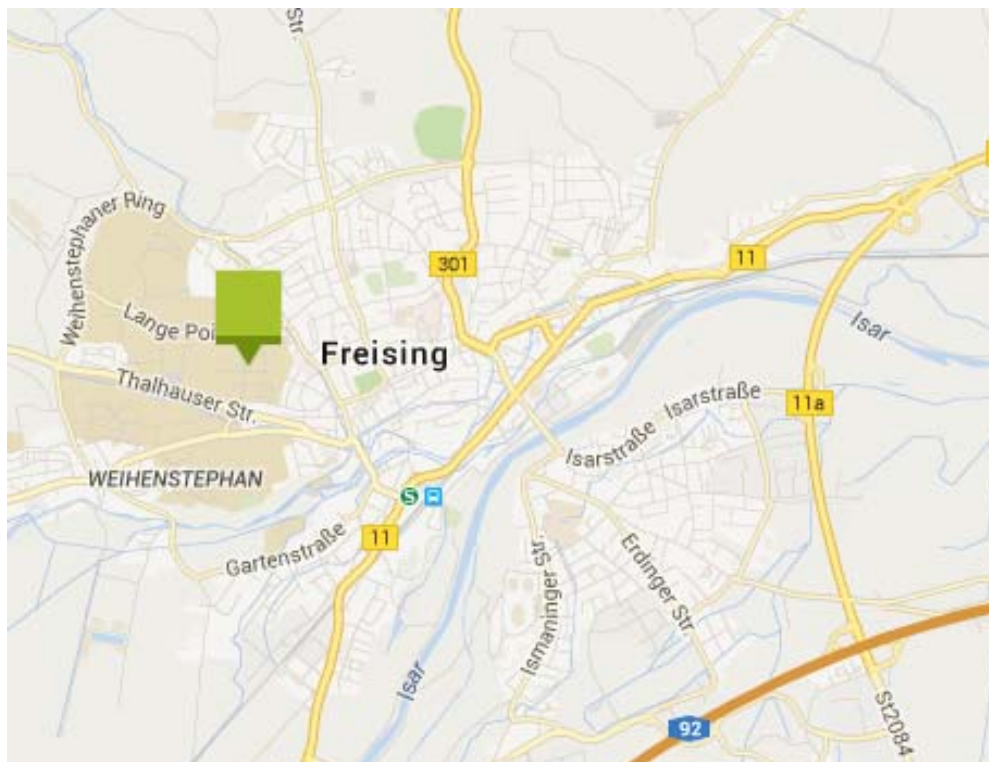 Str.
Weihenstephaner Ring
301
11
Isar
Lange Poi
Freising
Thalhauser Str.
11a
Isarstraße
Isarstraße
WEIHENSTEPHAN
S
Gartenstraße
11
Ismaninger Str.
Erdinger Str.
Isar
92
St2084